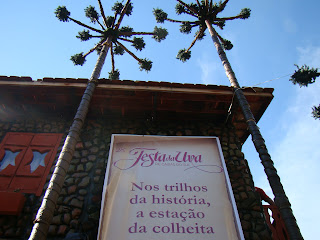 Festa da Uva
Nos trilhos
da história,
a estação
da colheita